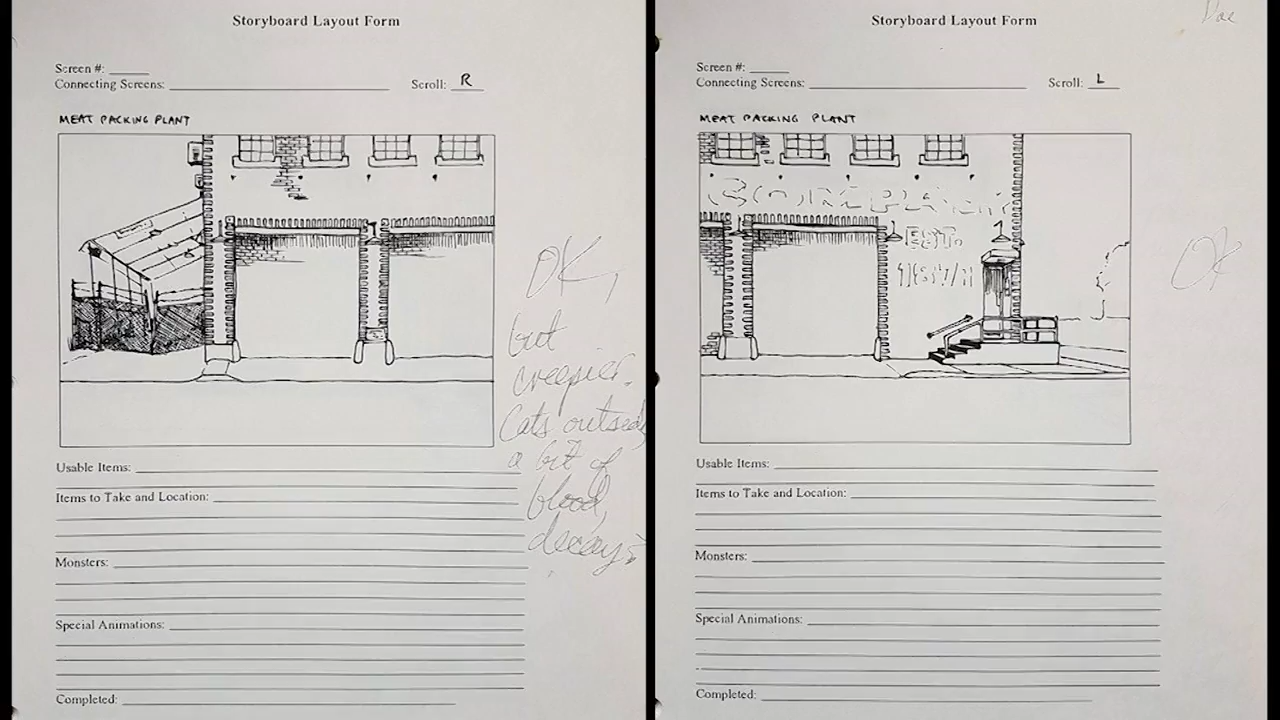 Storyboard Layout Form
Screen #:
Connecting Screens: Scroll: R
MEAT PACKING PLANT
OK,
but
creepier.
Cats outside,
a bit of
blood,
decay
Usable Items:
Items to Take and Location:
Monsters:
Special Animations:
Completed:
Storyboard Layout Form
Screen #:
Connecting Screens: Scroll: L
MEAT PACKING PLANT
OK
Usable Items:
Items to Take and Location:
Monsters:
Special Animations:
Completed: